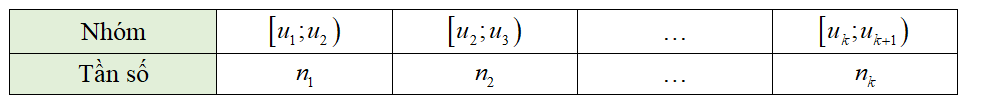 Nhóm [u₁;u₂) [u₂;u₃) … [uₖ;uₖ₊₁)
Tần số n₁ n₂ … nₖ